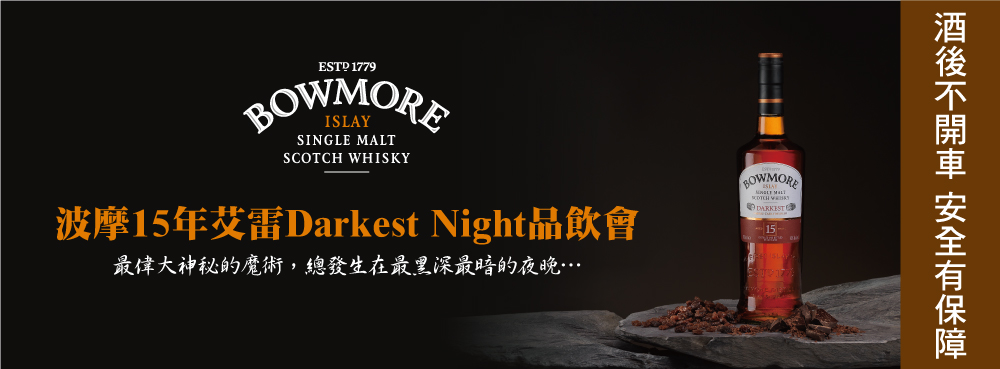 ESTD 1779
BOWMORE
ISLAY
SINGLE MALT
SCOTCH WHISKY
波摩15年艾雷Darkest Night品飲會
最偉大神秘的魔術，總發生在最黑深最暗的夜晚…
BOWMORE
ISLAY
SINGLE MALT
SCOTCH WHISKY
DARKEST
15
酒後不開車 安全有保障